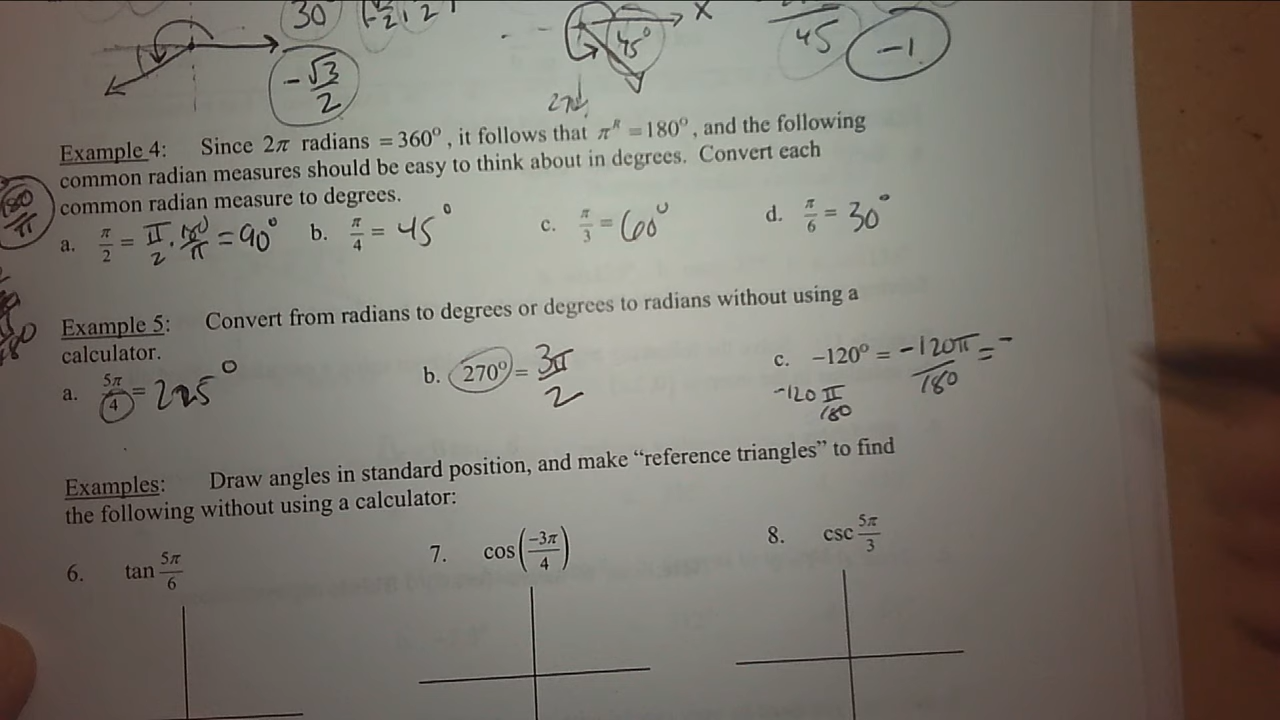 30
45°
x
45
-1
-√3/2
Example 4: Since 2π radians = 360°, it follows that πᴿ = 180°, and the following
common radian measures should be easy to think about in degrees. Convert each
common radian measure to degrees.
180/π
a. π/2 = π/2 · 180/π = 90° b. π/4 = 45° c. π/3 = 60° d. π/6 = 30°
Example 5: Convert from radians to degrees or degrees to radians without using a
calculator.
a. 5π/4 = 225° b. 270° = 3π/2 c. -120° = -120π/180 = -
-120 π/180
Examples: Draw angles in standard position, and make “reference triangles” to find
the following without using a calculator:
6. tan 5π/6 7. cos(-3π/4) 8. csc 5π/3